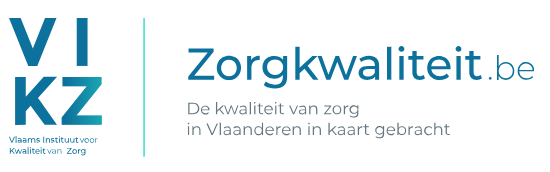 VI
KZ
Vlaams Instituut voor
Kwaliteit van Zorg
Zorgkwaliteit.be
De kwaliteit van zorg
in Vlaanderen in kaart gebracht